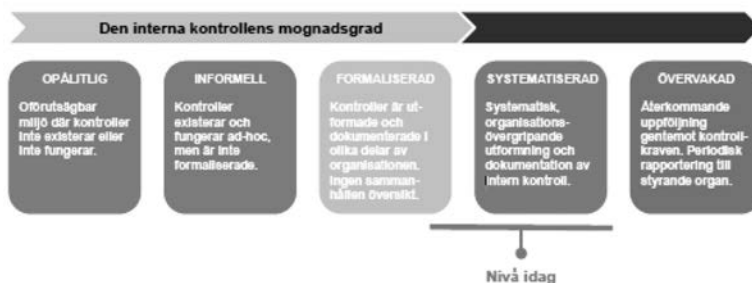 Den interna kontrollens mognadsgrad
OPÅLITLIG
Oförutsägbar
miljö där kontroller
inte existerar eller
inte fungerar.
INFORMELL
Kontroller
existerar och
fungerar ad-hoc,
men är inte
formaliserade.
FORMALISERAD
Kontroller är ut-
formade och
dokumenterade i
olika delar av
organisationen.
Ingen samman-
hållen översikt.
SYSTEMATISERAD
Systematisk,
organisations-
övergripande
utformning och
dokumentation av
intern kontroll.
ÖVERVAKAD
Återkommande
uppföljning
gentemot kontroll-
kraven. Periodisk
rapportering till
styrande organ.
Nivå idag